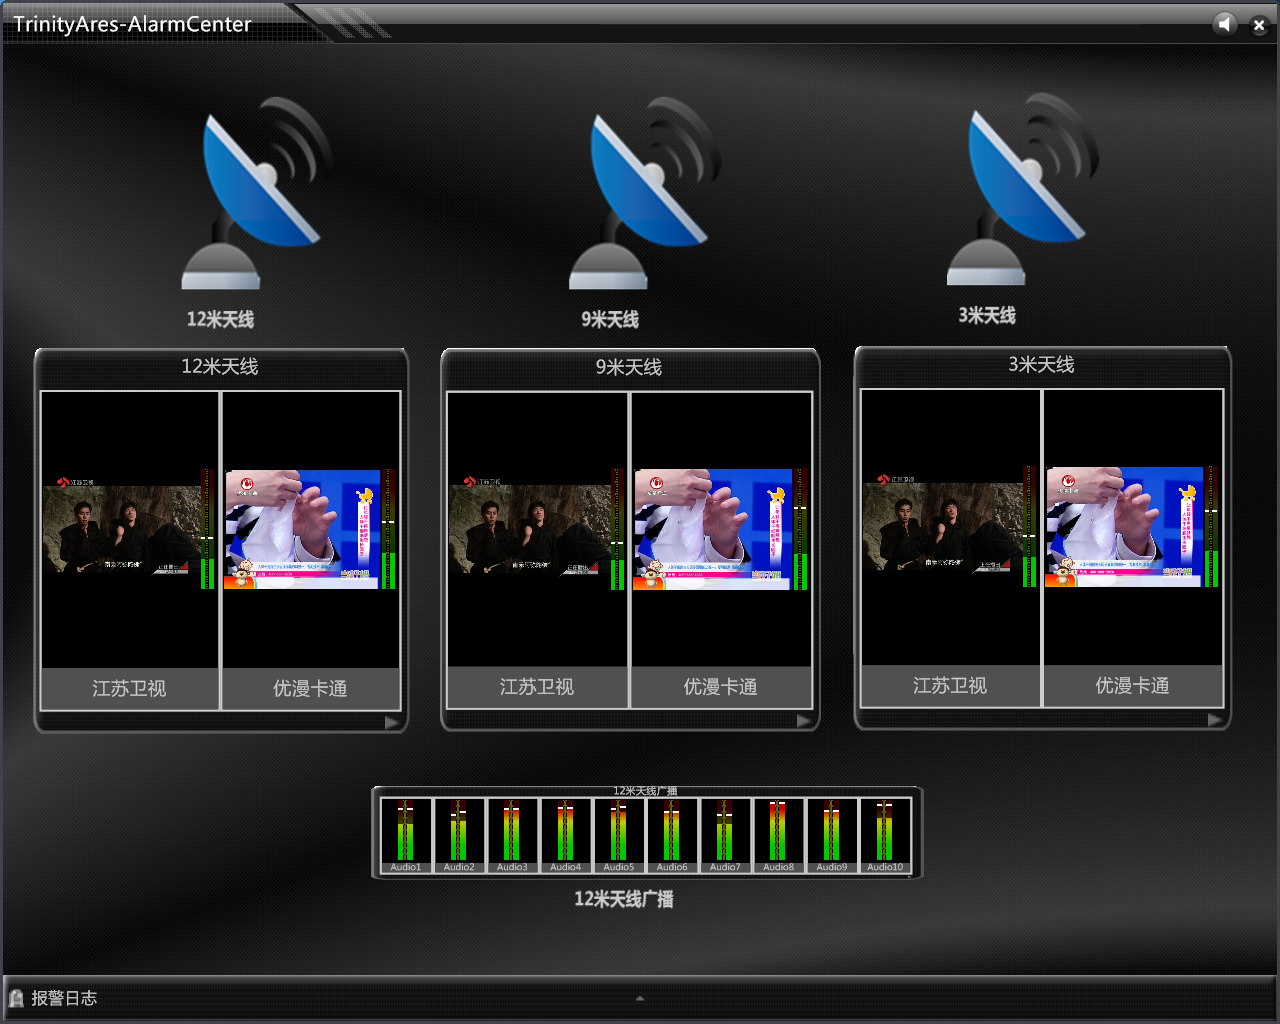 TrinityAres-AlarmCenter
12米天线
9米天线
3米天线
12米天线
9米天线
3米天线
江苏卫视
优漫卡通
江苏卫视
优漫卡通
江苏卫视
优漫卡通
12米天线广播
Audio1
Audio2
Audio3
Audio4
Audio5
Audio6
Audio7
Audio8
Audio9
Audio10
12米天线广播
报警日志